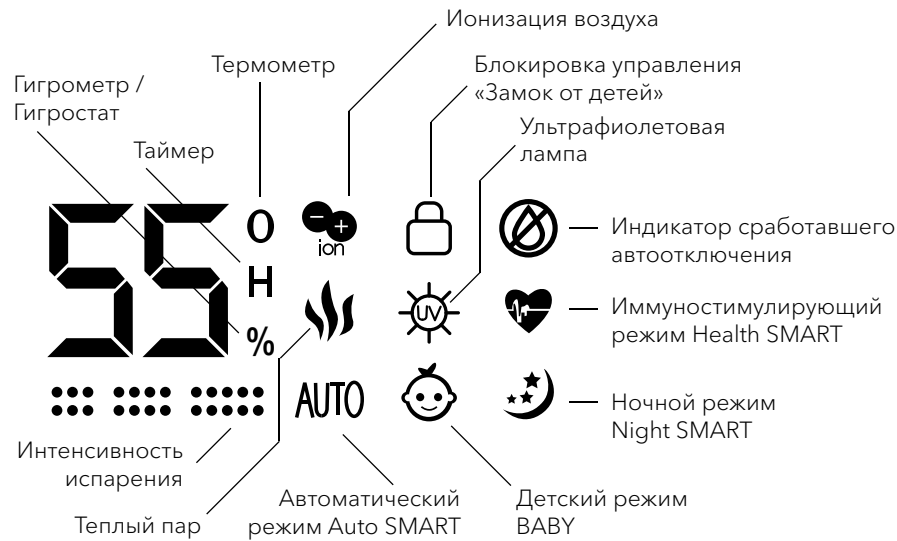 Ионизация воздуха
Термометр
Блокировка управления
«Замок от детей»
Гигрометр /
Гигростат
Ультрафиолетовая
лампа
Таймер
55
O
H
%
ion
UV
AUTO
Индикатор сработавшего
автоотключения
Иммуностимулирующий
режим Health SMART
Ночной режим
Night SMART
Интенсивность
испарения
Теплый пар
Автоматический
режим Auto SMART
Детский режим
BABY